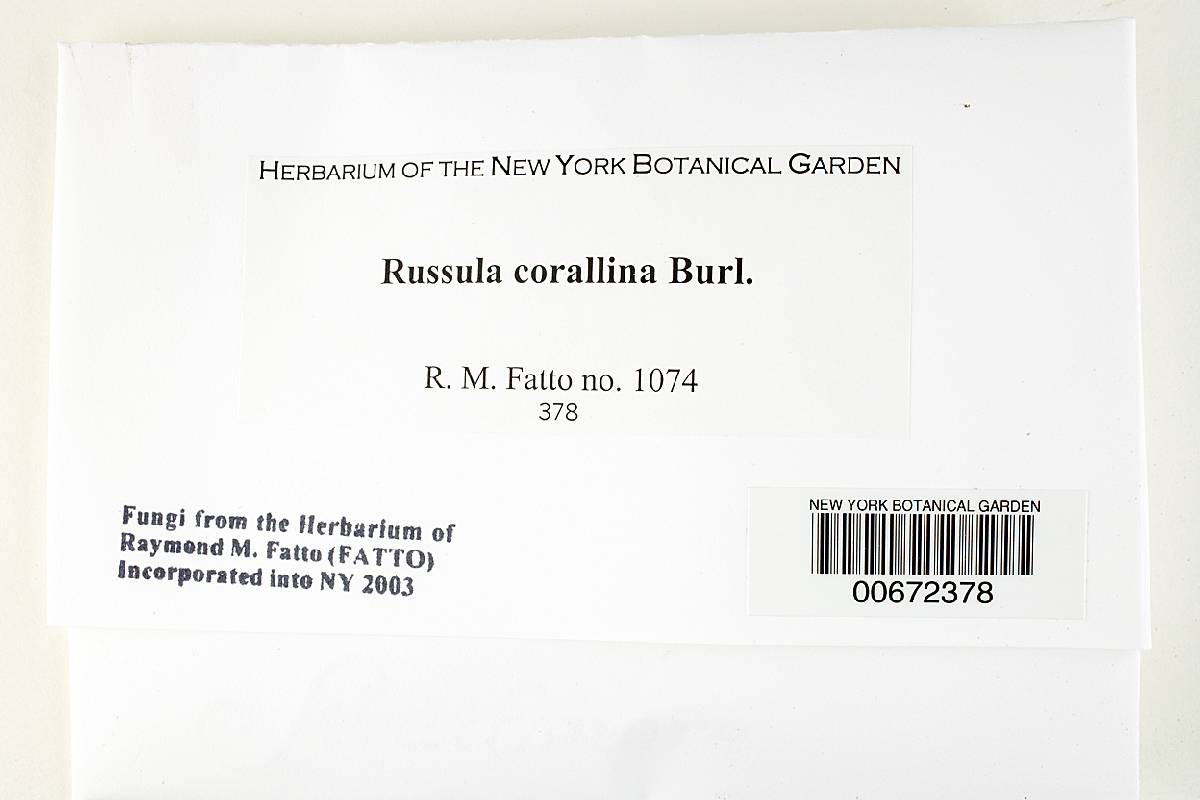 HERBARIUM OF THE NEW YORK BOTANICAL GARDEN
Russula corallina Burl.
R. M. Fatto no. 1074
378
Fungi from the Herbarium of
Raymond M. Fatto (FATTO)
Incorporated into NY 2003
NEW YORK BOTANICAL GARDEN
00672378